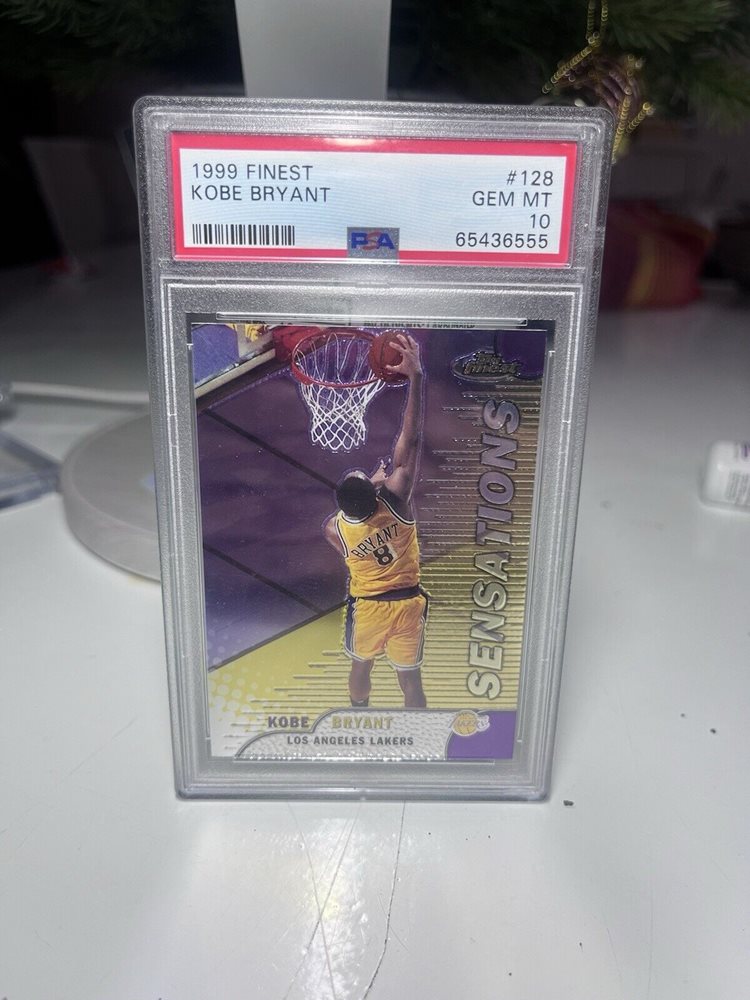 1999 FINEST #128
KOBE BRYANT GEM MT
10
PSA 65436555
FINEST
SENSATIONS
BRYANT
8
KOBE BRYANT
LOS ANGELES LAKERS